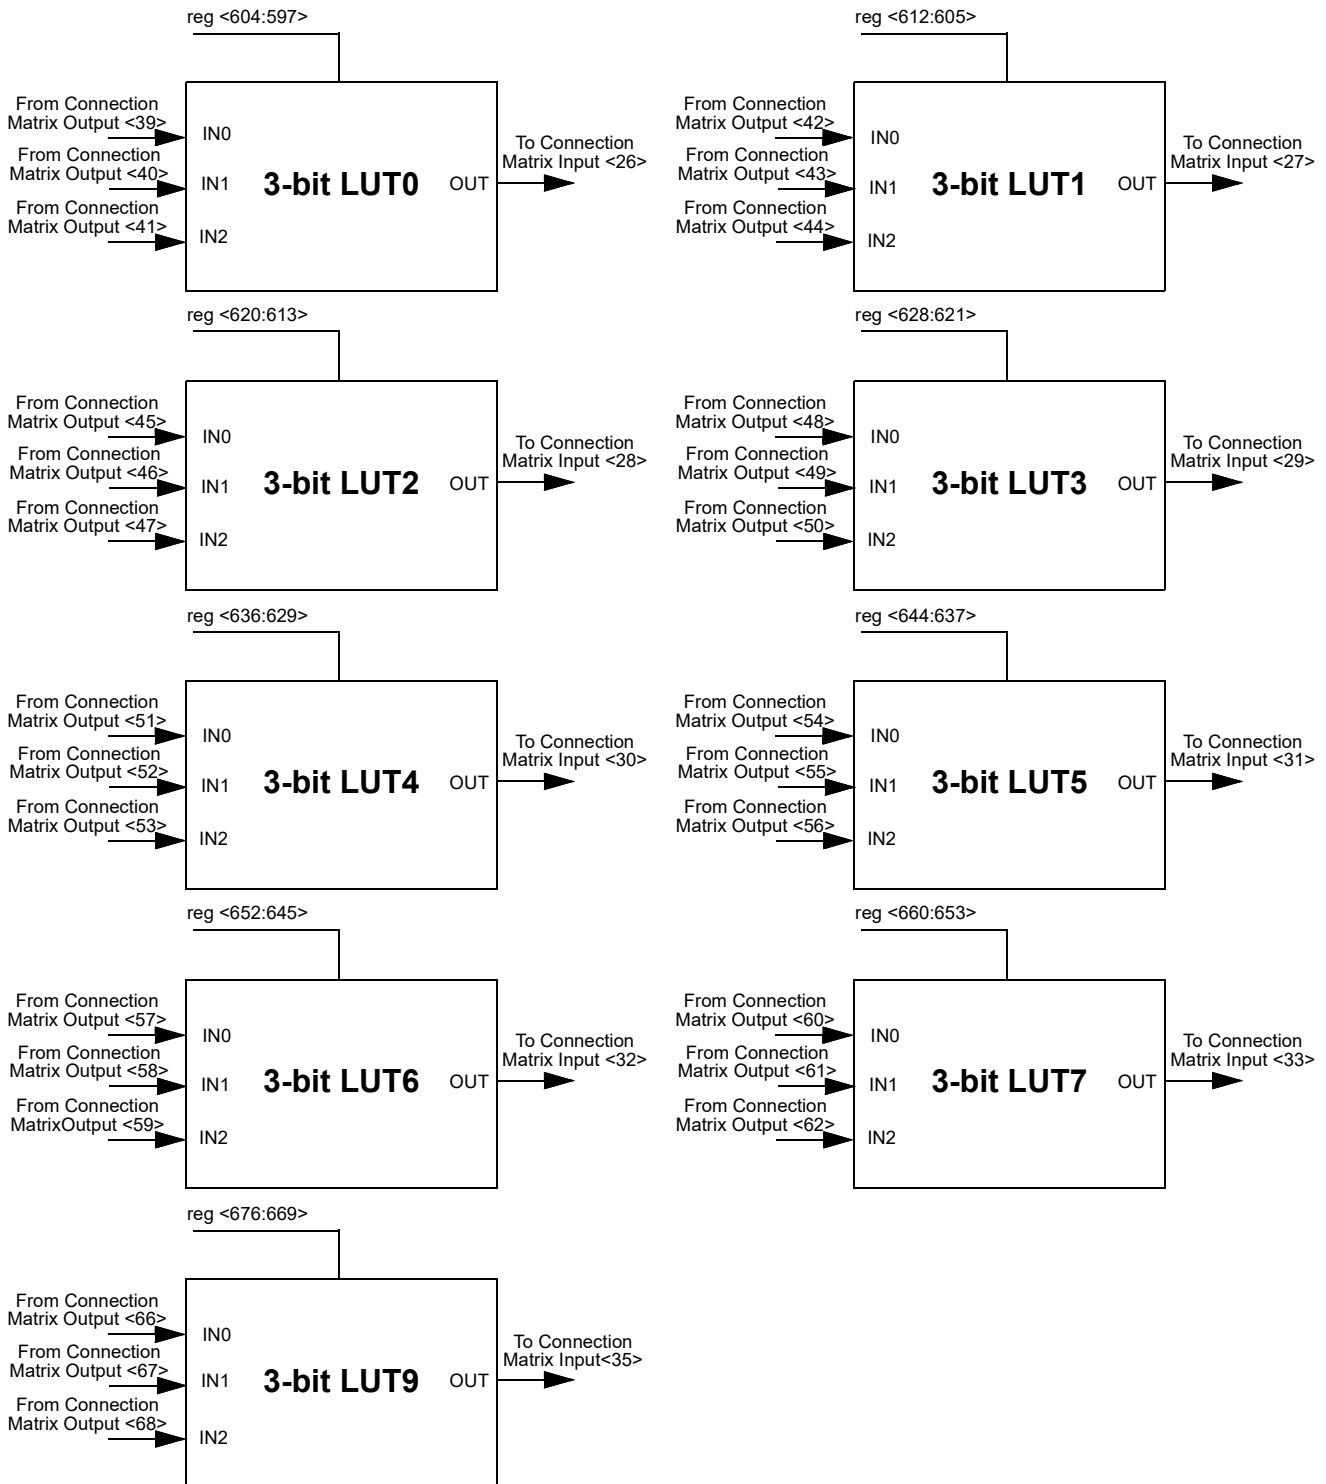 reg <604:597>
From Connection
Matrix Output <39>
From Connection
Matrix Output <40>
From Connection
Matrix Output <41>
IN0
IN1
IN2
3-bit LUT0
OUT
To Connection
Matrix Input <26>
reg <612:605>
From Connection
Matrix Output <42>
From Connection
Matrix Output <43>
From Connection
Matrix Output <44>
IN0
IN1
IN2
3-bit LUT1
OUT
To Connection
Matrix Input <27>
reg <620:613>
From Connection
Matrix Output <45>
From Connection
Matrix Output <46>
From Connection
Matrix Output <47>
IN0
IN1
IN2
3-bit LUT2
OUT
To Connection
Matrix Input <28>
reg <628:621>
From Connection
Matrix Output <48>
From Connection
Matrix Output <49>
From Connection
Matrix Output <50>
IN0
IN1
IN2
3-bit LUT3
OUT
To Connection
Matrix Input <29>
reg <636:629>
From Connection
Matrix Output <51>
From Connection
Matrix Output <52>
From Connection
Matrix Output <53>
IN0
IN1
IN2
3-bit LUT4
OUT
To Connection
Matrix Input <30>
reg <644:637>
From Connection
Matrix Output <54>
From Connection
Matrix Output <55>
From Connection
Matrix Output <56>
IN0
IN1
IN2
3-bit LUT5
OUT
To Connection
Matrix Input <31>
reg <652:645>
From Connection
Matrix Output <57>
From Connection
Matrix Output <58>
From Connection
MatrixOutput <59>
IN0
IN1
IN2
3-bit LUT6
OUT
To Connection
Matrix Input <32>
reg <660:653>
From Connection
Matrix Output <60>
From Connection
Matrix Output <61>
From Connection
Matrix Output <62>
IN0
IN1
IN2
3-bit LUT7
OUT
To Connection
Matrix Input <33>
reg <676:669>
From Connection
Matrix Output <66>
From Connection
Matrix Output <67>
From Connection
Matrix Output <68>
IN0
IN1
IN2
3-bit LUT9
OUT
To Connection
Matrix Input<35>